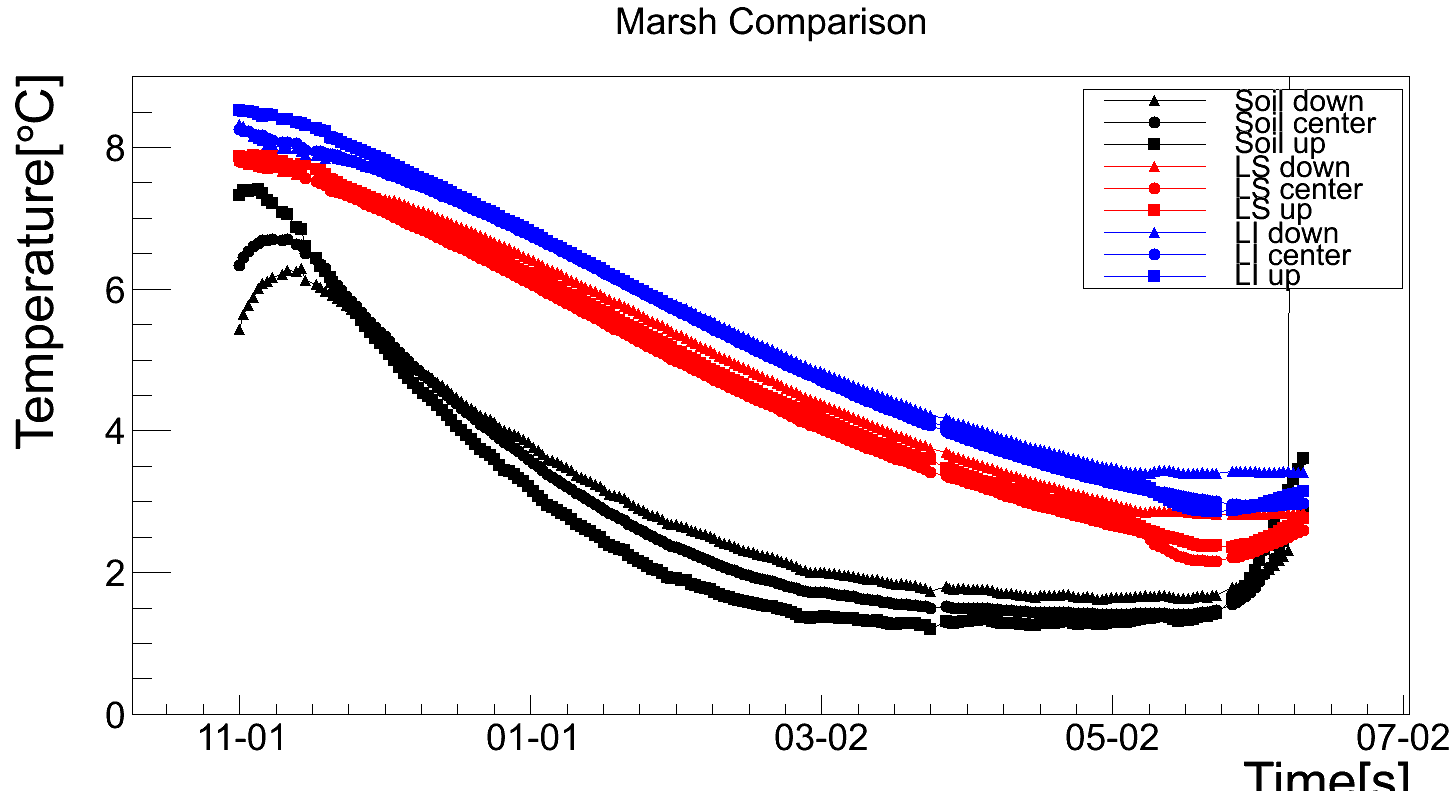 Marsh Comparison
Temperature[°C]
8
6
4
2
0
Soil down
Soil center
Soil up
LS down
LS center
LS up
LI down
LI center
LI up
11-01
01-01
03-02
05-02
07-02
Time[s]